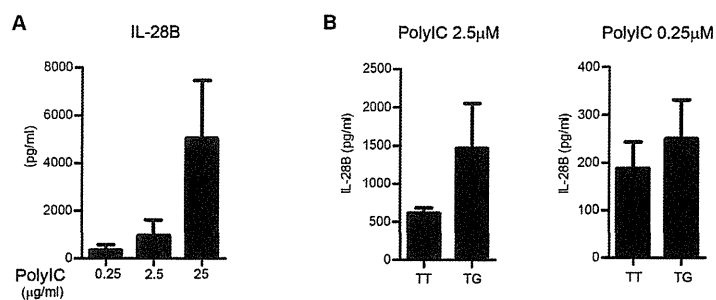 A
IL-28B
(pg/ml)
8000
6000
4000
2000
0
PolyIC
0.25 2.5 25
(μg/ml)
B
PolyIC 2.5μM
IL-28B (pg/ml)
2500
2000
1500
1000
500
0
TT TG
PolyIC 0.25μM
IL-28B (pg/ml)
400
300
200
100
0
TT TG